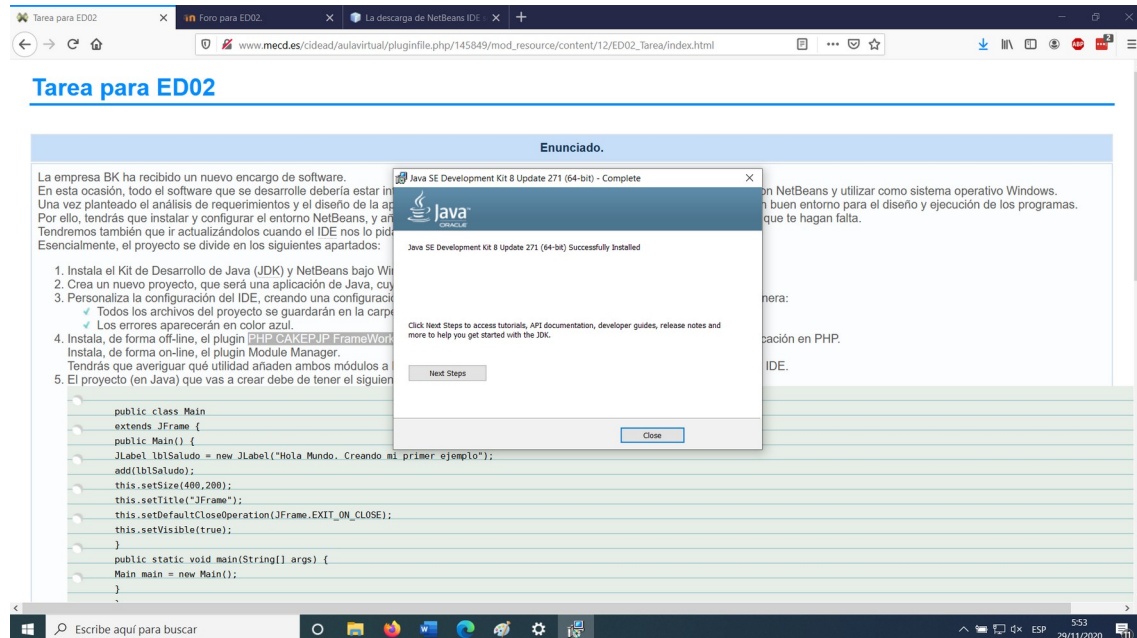 Tarea para ED02
Foro para ED02.
La descarga de NetBeans IDE
www.mecd.es/cidead/aulavirtual/pluginfile.php/145849/mod_resource/content/12/ED02_Tarea/index.html
ABP
2
Tarea para ED02
Enunciado.
La empresa BK ha recibido un nuevo encargo de software.
En esta ocasión, todo el software que se desarrolle debería estar in
on NetBeans y utilizar como sistema operativo Windows.
Una vez planteado el análisis de requerimientos y el diseño de la ap
n buen entorno para el diseño y ejecución de los programas.
Por ello, tendrás que instalar y configurar el entorno NetBeans, y añ
que te hagan falta.
Tendremos también que ir actualizándolos cuando el IDE nos lo pida
Esencialmente, el proyecto se divide en los siguientes apartados:
1. Instala el Kit de Desarrollo de Java (JDK) y NetBeans bajo Wi
2. Crea un nuevo proyecto, que será una aplicación de Java, cuy
3. Personaliza la configuración del IDE, creando una configuraci
nera:
Todos los archivos del proyecto se guardarán en la carpe
Los errores aparecerán en color azul.
4. Instala, de forma off-line, el plugin PHP CAKEPJP FrameWork
cación en PHP.
Instala, de forma on-line, el plugin Module Manager.
Tendrás que averiguar qué utilidad añaden ambos módulos a
IDE.
5. El proyecto (en Java) que vas a crear debe de tener el siguien
public class Main
extends JFrame {
public Main() {
JLabel lblSaludo = new JLabel("Hola Mundo. Creando mi primer ejemplo");
add(lblSaludo);
this.setSize(400,200);
this.setTitle("JFrame");
this.setDefaultCloseOperation(JFrame.EXIT_ON_CLOSE);
this.setVisible(true);
}
public static void main(String[] args) {
Main main = new Main();
}
Java SE Development Kit 8 Update 271 (64-bit) - Complete
Java
ORACLE
Java SE Development Kit 8 Update 271 (64-bit) Successfully Installed
Click Next Steps to access tutorials, API documentation, developer guides, release notes and
more to help you get started with the JDK.
Next Steps
Close
Escribe aquí para buscar
ESP
5:53
29/11/2020